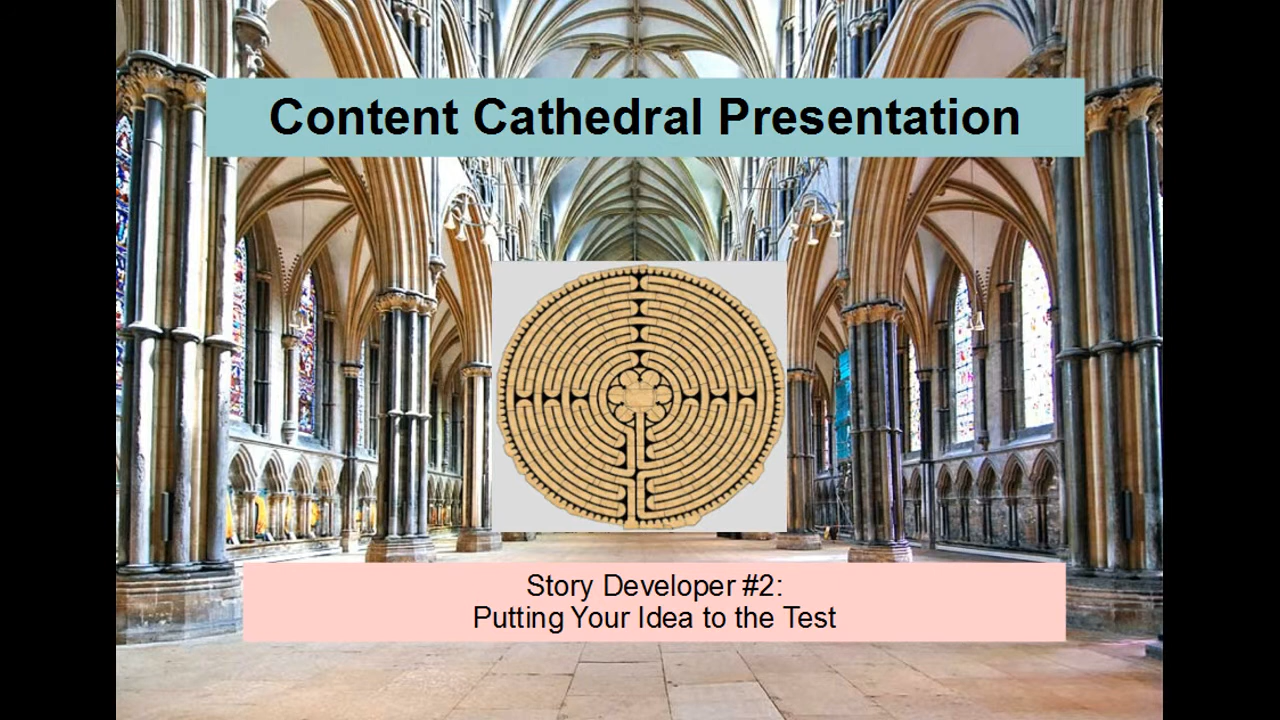 Content Cathedral Presentation
Story Developer #2:
Putting Your Idea to the Test